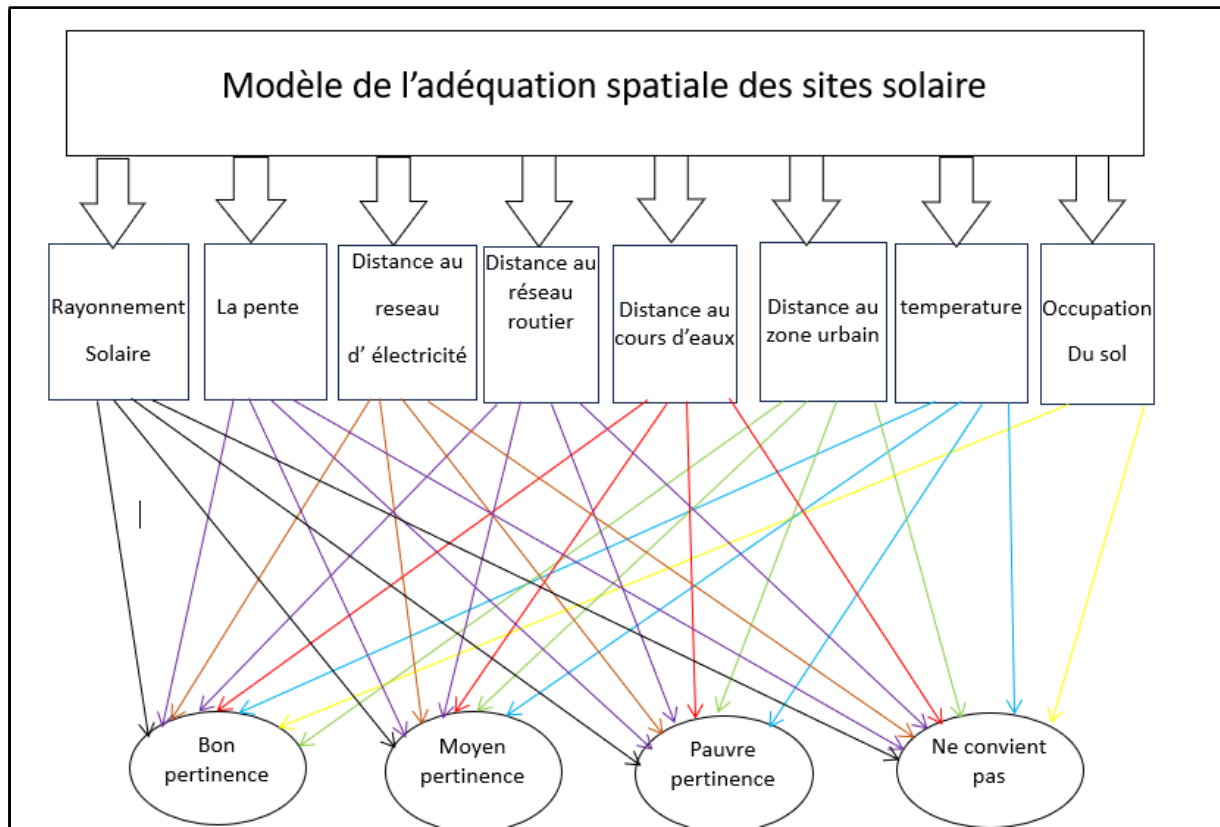 Modèle de l'adéquation spatiale des sites solaire
Rayonnement
Solaire
La pente
Distance au
reseau
d' électricité
Distance au
réseau
routier
Distance au
cours d'eaux
Distance au
zone urbain
temperature
Occupation
Du sol
Bon
pertinence
Moyen
pertinence
Pauvre
pertinence
Ne convient
pas